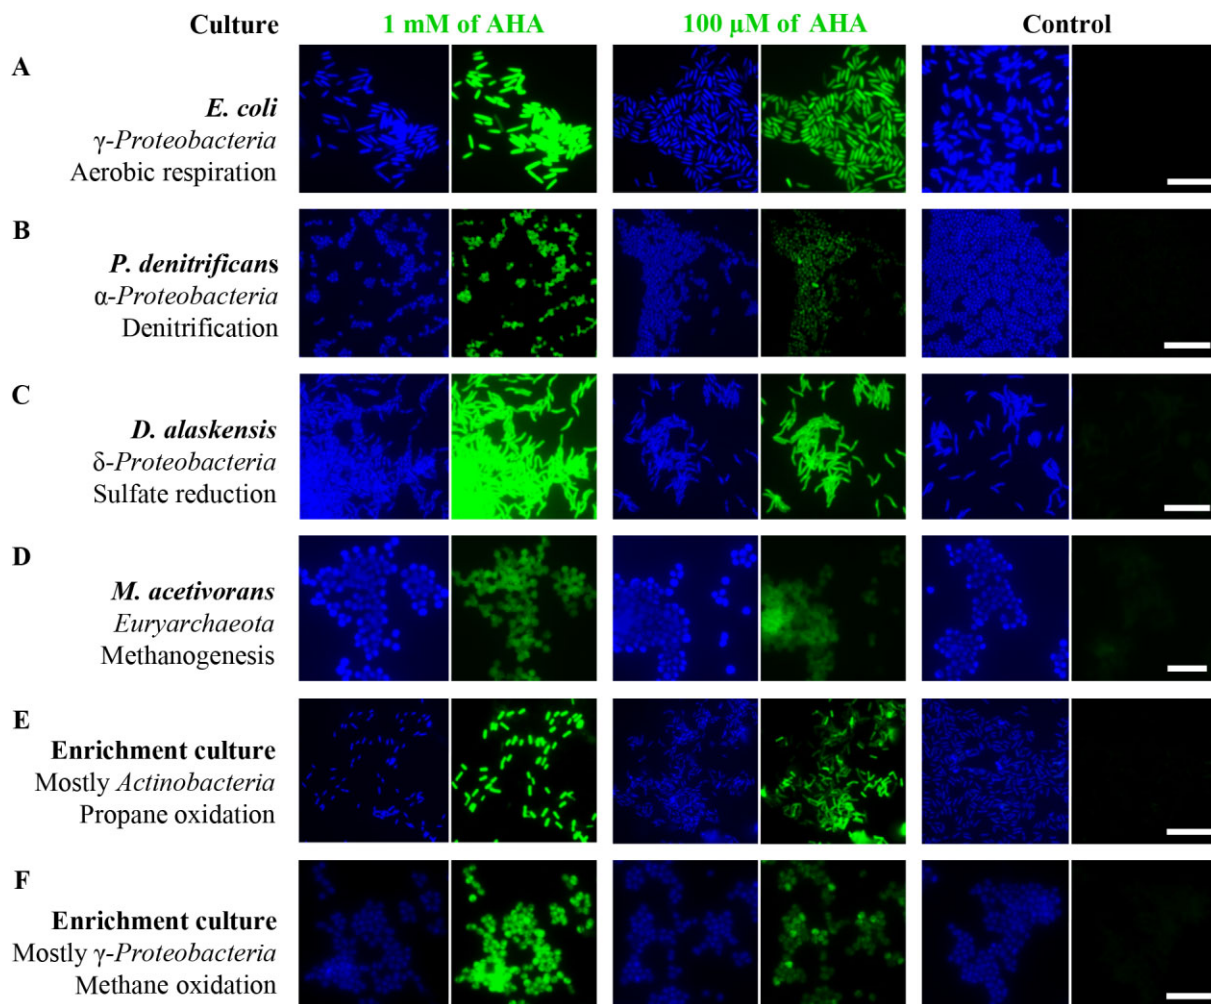 Culture 1 mM of AHA 100 μM of AHA Control
A
E. coli
γ-Proteobacteria
Aerobic respiration
B
P. denitrificans
α-Proteobacteria
Denitrification
C
D. alaskensis
δ-Proteobacteria
Sulfate reduction
D
M. acetivorans
Euryarchaeota
Methanogenesis
E
Enrichment culture
Mostly Actinobacteria
Propane oxidation
F
Enrichment culture
Mostly γ-Proteobacteria
Methane oxidation